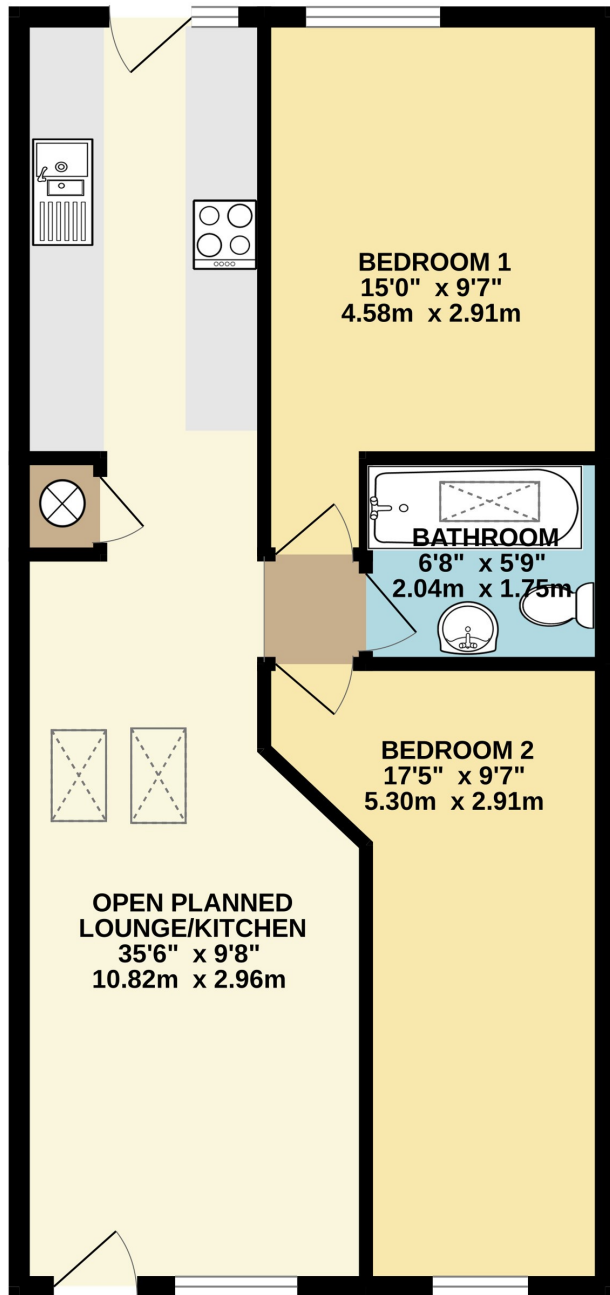 BEDROOM 1
15'0" x 9'7"
4.58m x 2.91m
BATHROOM
6'8" x 5'9"
2.04m x 1.75m
BEDROOM 2
17'5" x 9'7"
5.30m x 2.91m
OPEN PLANNED
LOUNGE/KITCHEN
35'6" x 9'8"
10.82m x 2.96m